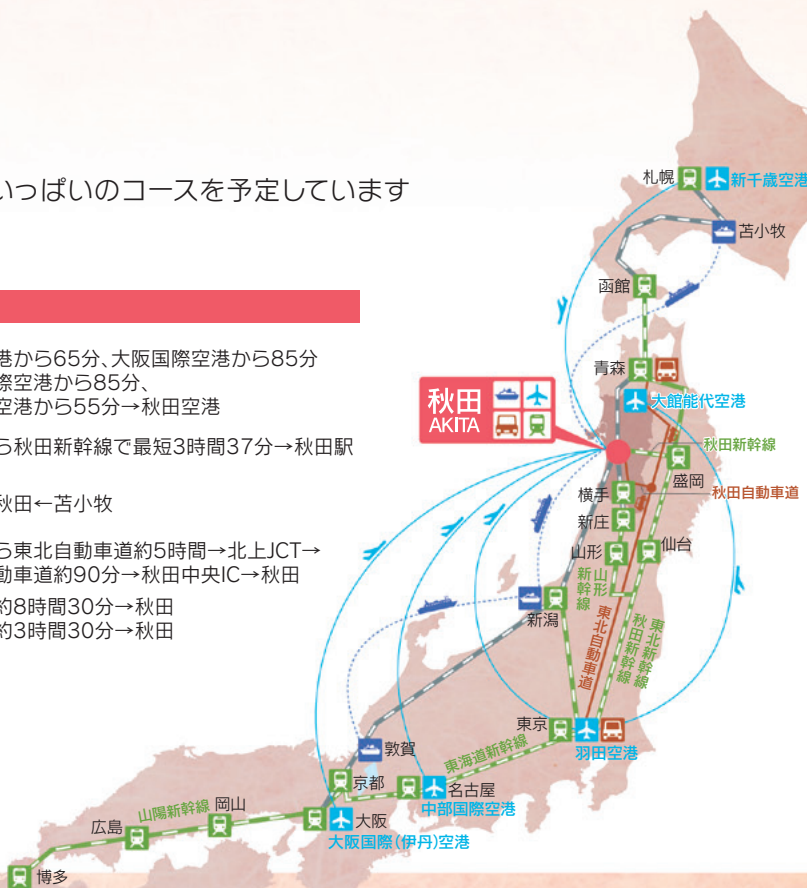 いっぱいのコースを予定しています
港から65分、大阪国際空港から85分
際空港から85分、
空港から55分→秋田空港
ら秋田新幹線で最短3時間37分→秋田駅
秋田←苫小牧
ら東北自動車道約5時間→北上JCT→
動車道約90分→秋田中央IC→秋田
約8時間30分→秋田
約3時間30分→秋田
札幌
新千歳空港
苫小牧
函館
青森
大館能代空港
秋田
AKITA
秋田新幹線
盛岡
秋田自動車道
横手
新庄
山形
仙台
山形
新幹線
新潟
東北自動車道
東北新幹線
秋田新幹線
東京
羽田空港
敦賀
東海道新幹線
京都
名古屋
中部国際空港
山陽新幹線
岡山
大阪
大阪国際(伊丹)空港
広島
博多